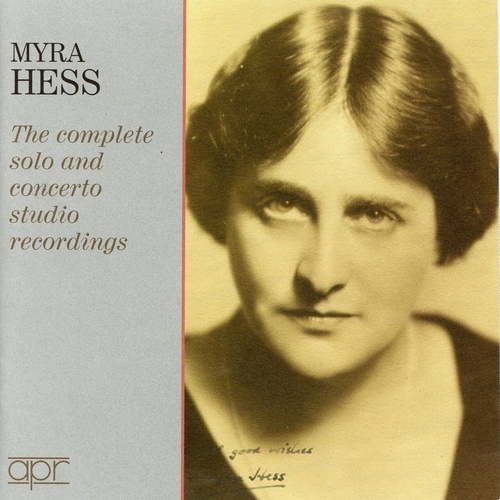 MYRA
HESS
The complete
solo and
concerto
studio
recordings
good wishes
Hess
apr